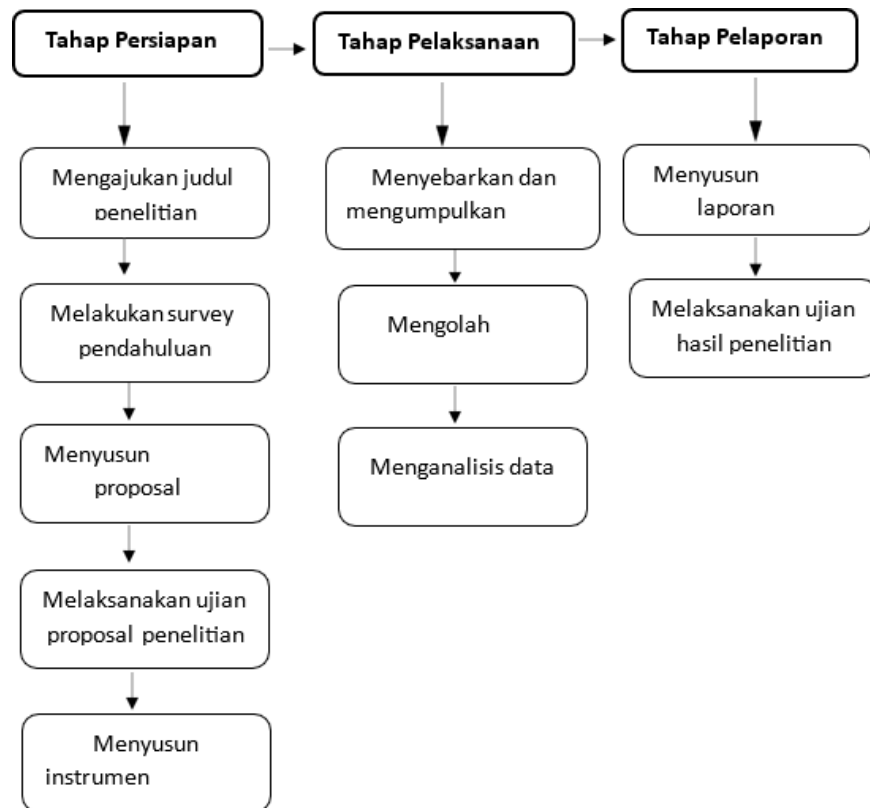 Tahap Persiapan
Tahap Pelaksanaan
Tahap Pelaporan
Mengajukan judul
penelitian
Melakukan survey
pendahuluan
Menyusun
proposal
Melaksanakan ujian
proposal penelitian
Menyusun
instrumen
Menyebarkan dan
mengumpulkan
Mengolah
Menganalisis data
Menyusun
laporan
Melaksanakan ujian
hasil penelitian